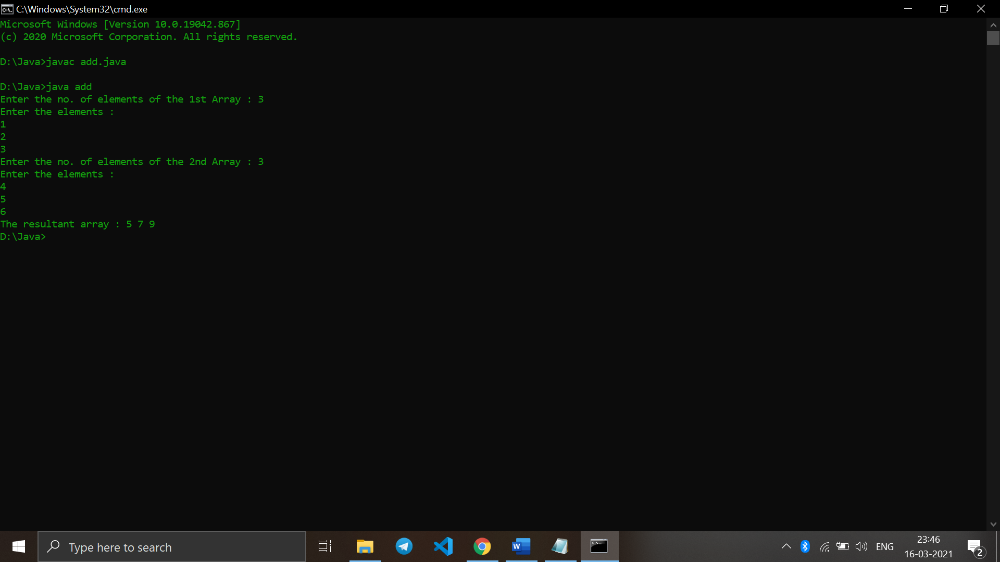 C:\Windows\System32\cmd.exe
Microsoft Windows [Version 10.0.19042.867]
(c) 2020 Microsoft Corporation. All rights reserved.
D:\Java>javac add.java
D:\Java>java add
Enter the no. of elements of the 1st Array : 3
Enter the elements :
1
2
3
Enter the no. of elements of the 2nd Array : 3
Enter the elements :
4
5
6
The resultant array : 5 7 9
D:\Java>
Type here to search
ENG
23:46
16-03-2021
2